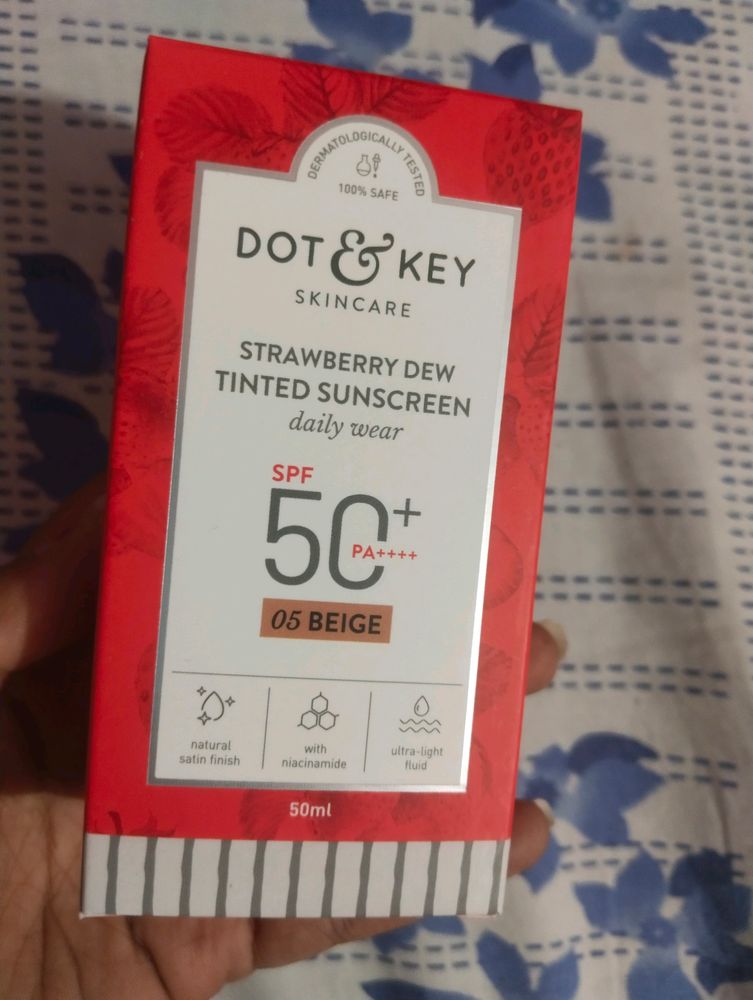 DERMATOLOGICALLY TESTED
100% SAFE
DOT & KEY
SKINCARE
STRAWBERRY DEW
TINTED SUNSCREEN
daily wear
SPF
50+
PA++++
05 BEIGE
natural
satin finish
with
niacinamide
ultra-light
fluid
50ml